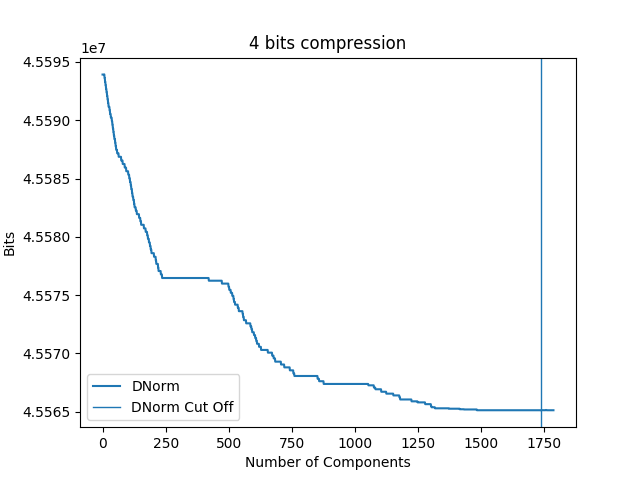 4 bits compression
1e7
4.5595
4.5590
4.5585
4.5580
4.5575
4.5570
4.5565
Bits
DNorm
DNorm Cut Off
0 250 500 750 1000 1250 1500 1750
Number of Components